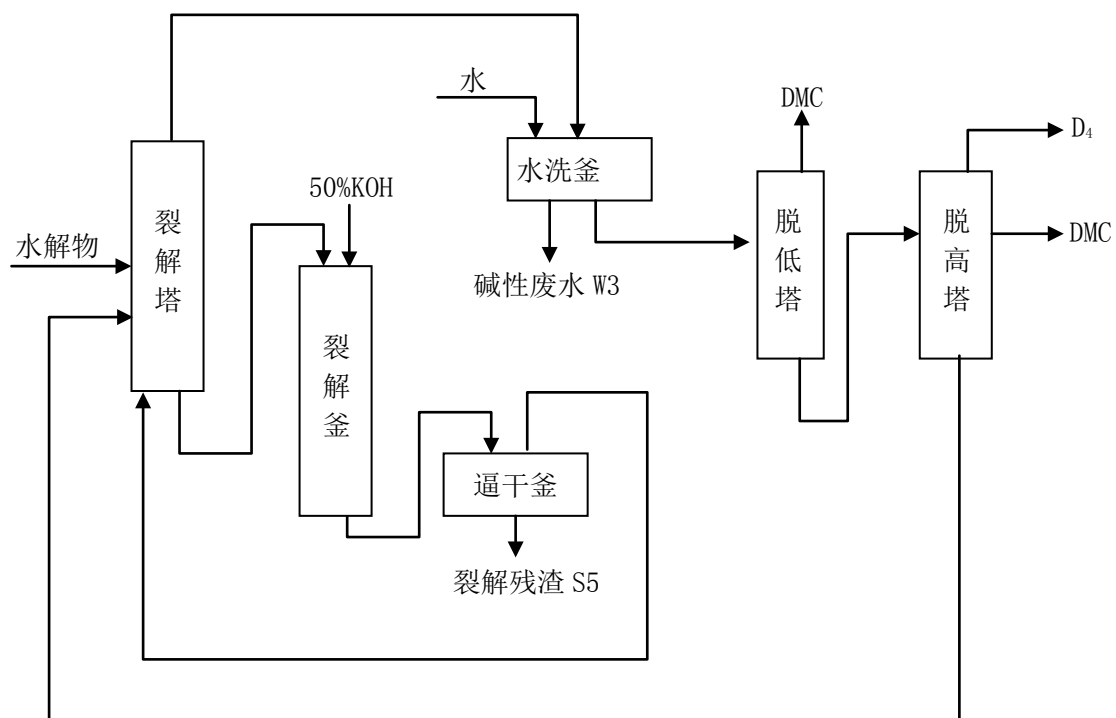 水
DMC
D₄
水洗釜
裂解塔
50%KOH
脱低塔
脱高塔
水解物
DMC
碱性废水 W3
裂解釜
逼干釜
裂解残渣 S5